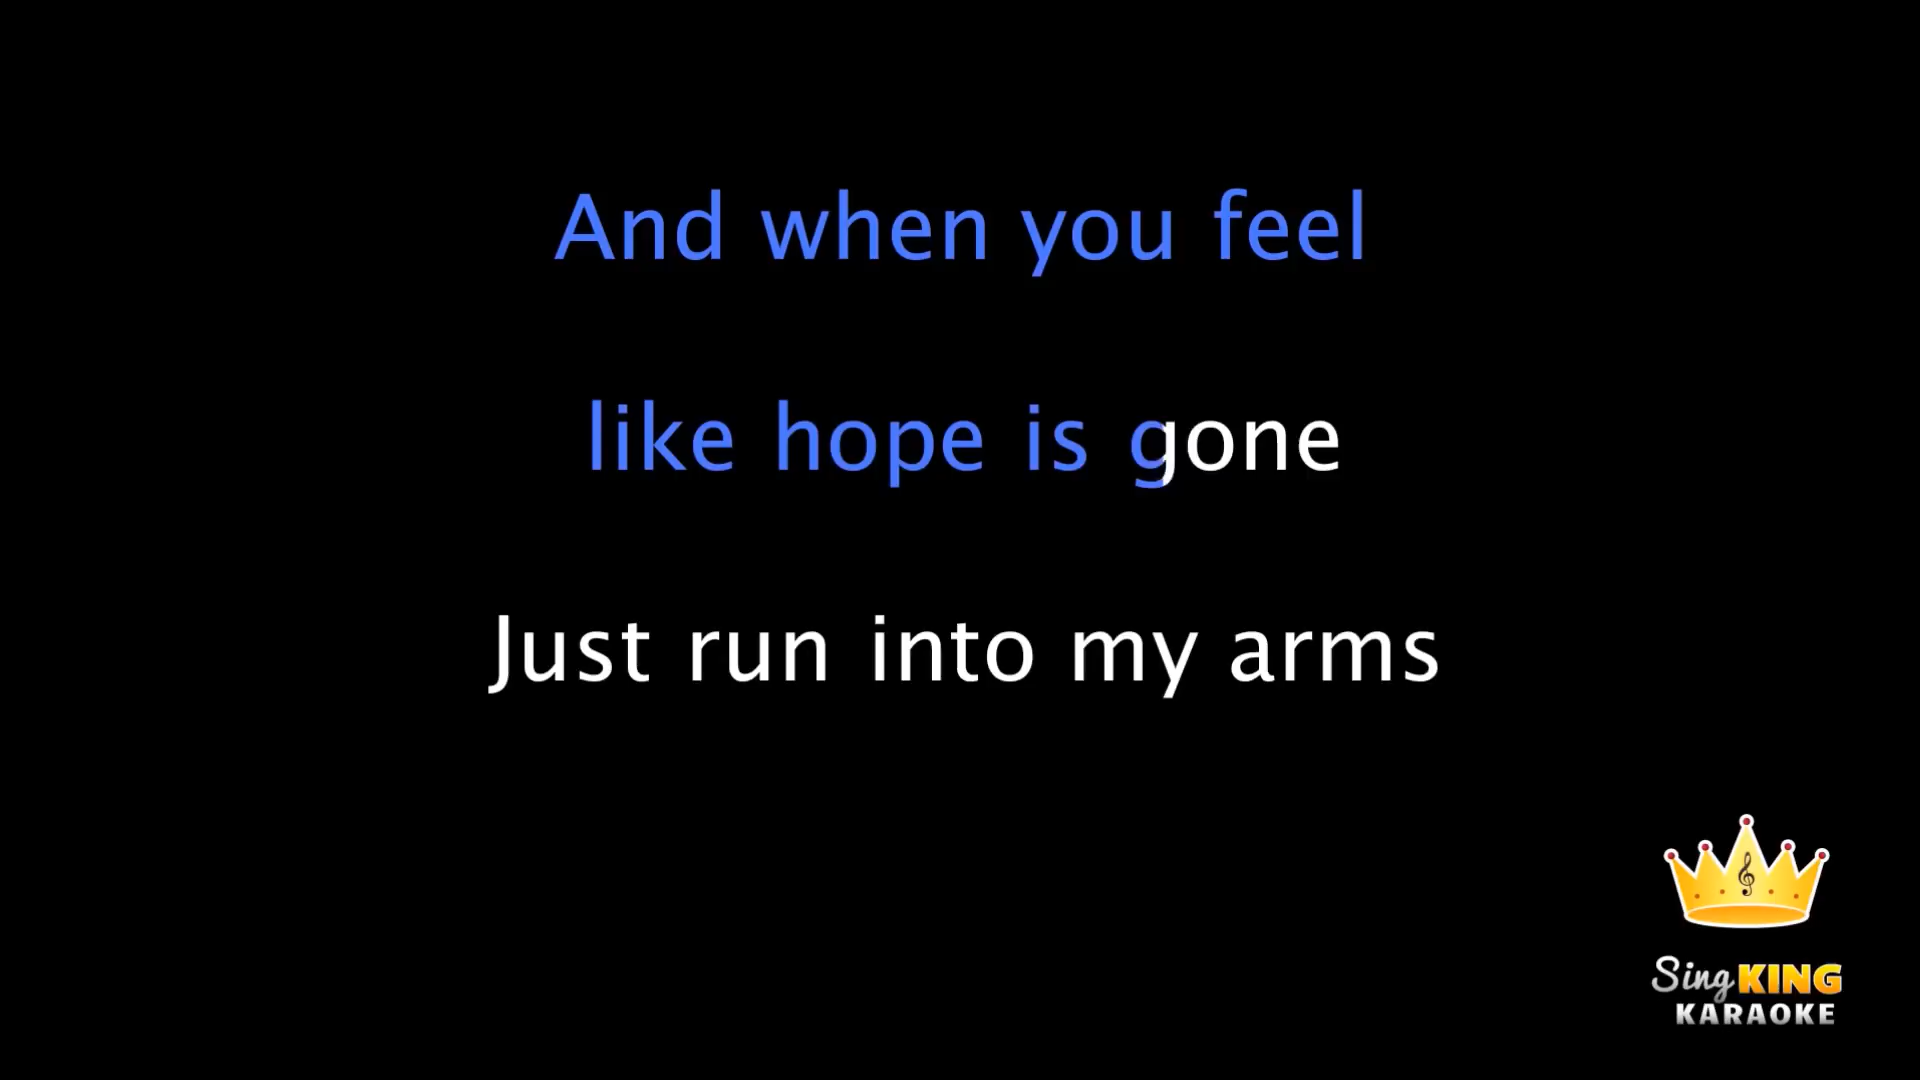 And when you feel
like hope is gone
Just run into my arms
Sing KING
KARAOKE